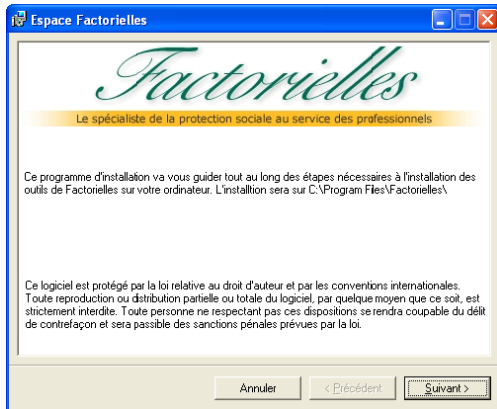 Espace Factorielles
Factorielles
Le spécialiste de la protection sociale au service des professionnels
Ce programme d'installation va vous guider tout au long des étapes nécessaires à l'installation des
outils de Factorielles sur votre ordinateur. L'installtion sera sur C:\Program Files\Factorielles\
Ce logiciel est protégé par la loi relative au droit d'auteur et par les conventions internationales.
Toute reproduction ou distribution partielle ou totale du logiciel, par quelque moyen que ce soit, est
strictement interdite. Toute personne ne respectant pas ces dispositions se rendra coupable du délit
de contrefaçon et sera passible des sanctions pénales prévues par la loi.
Annuler < Précédent Suivant >